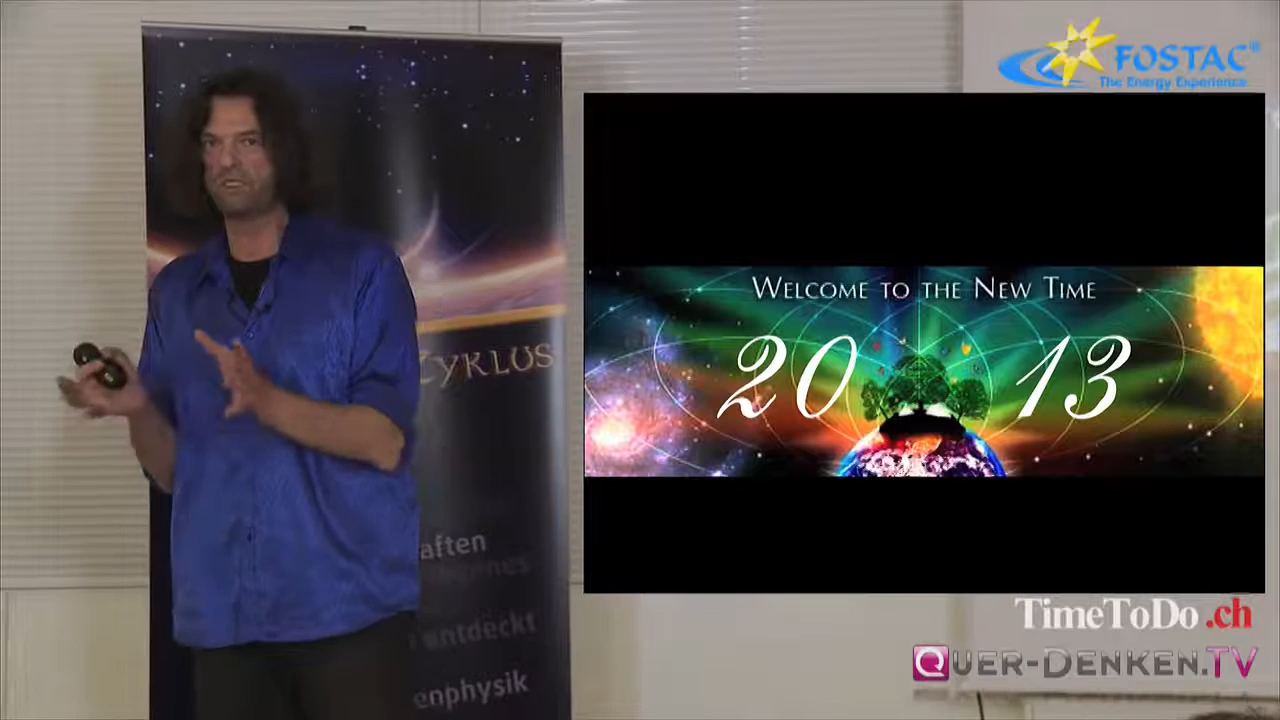 FOSTAC®
The Energy Experience
WELCOME TO THE NEW TIME
20 13
ZYKLUS
aften
entdeckt
enphysik
TimeToDo.ch
QUER-DENKEN.TV